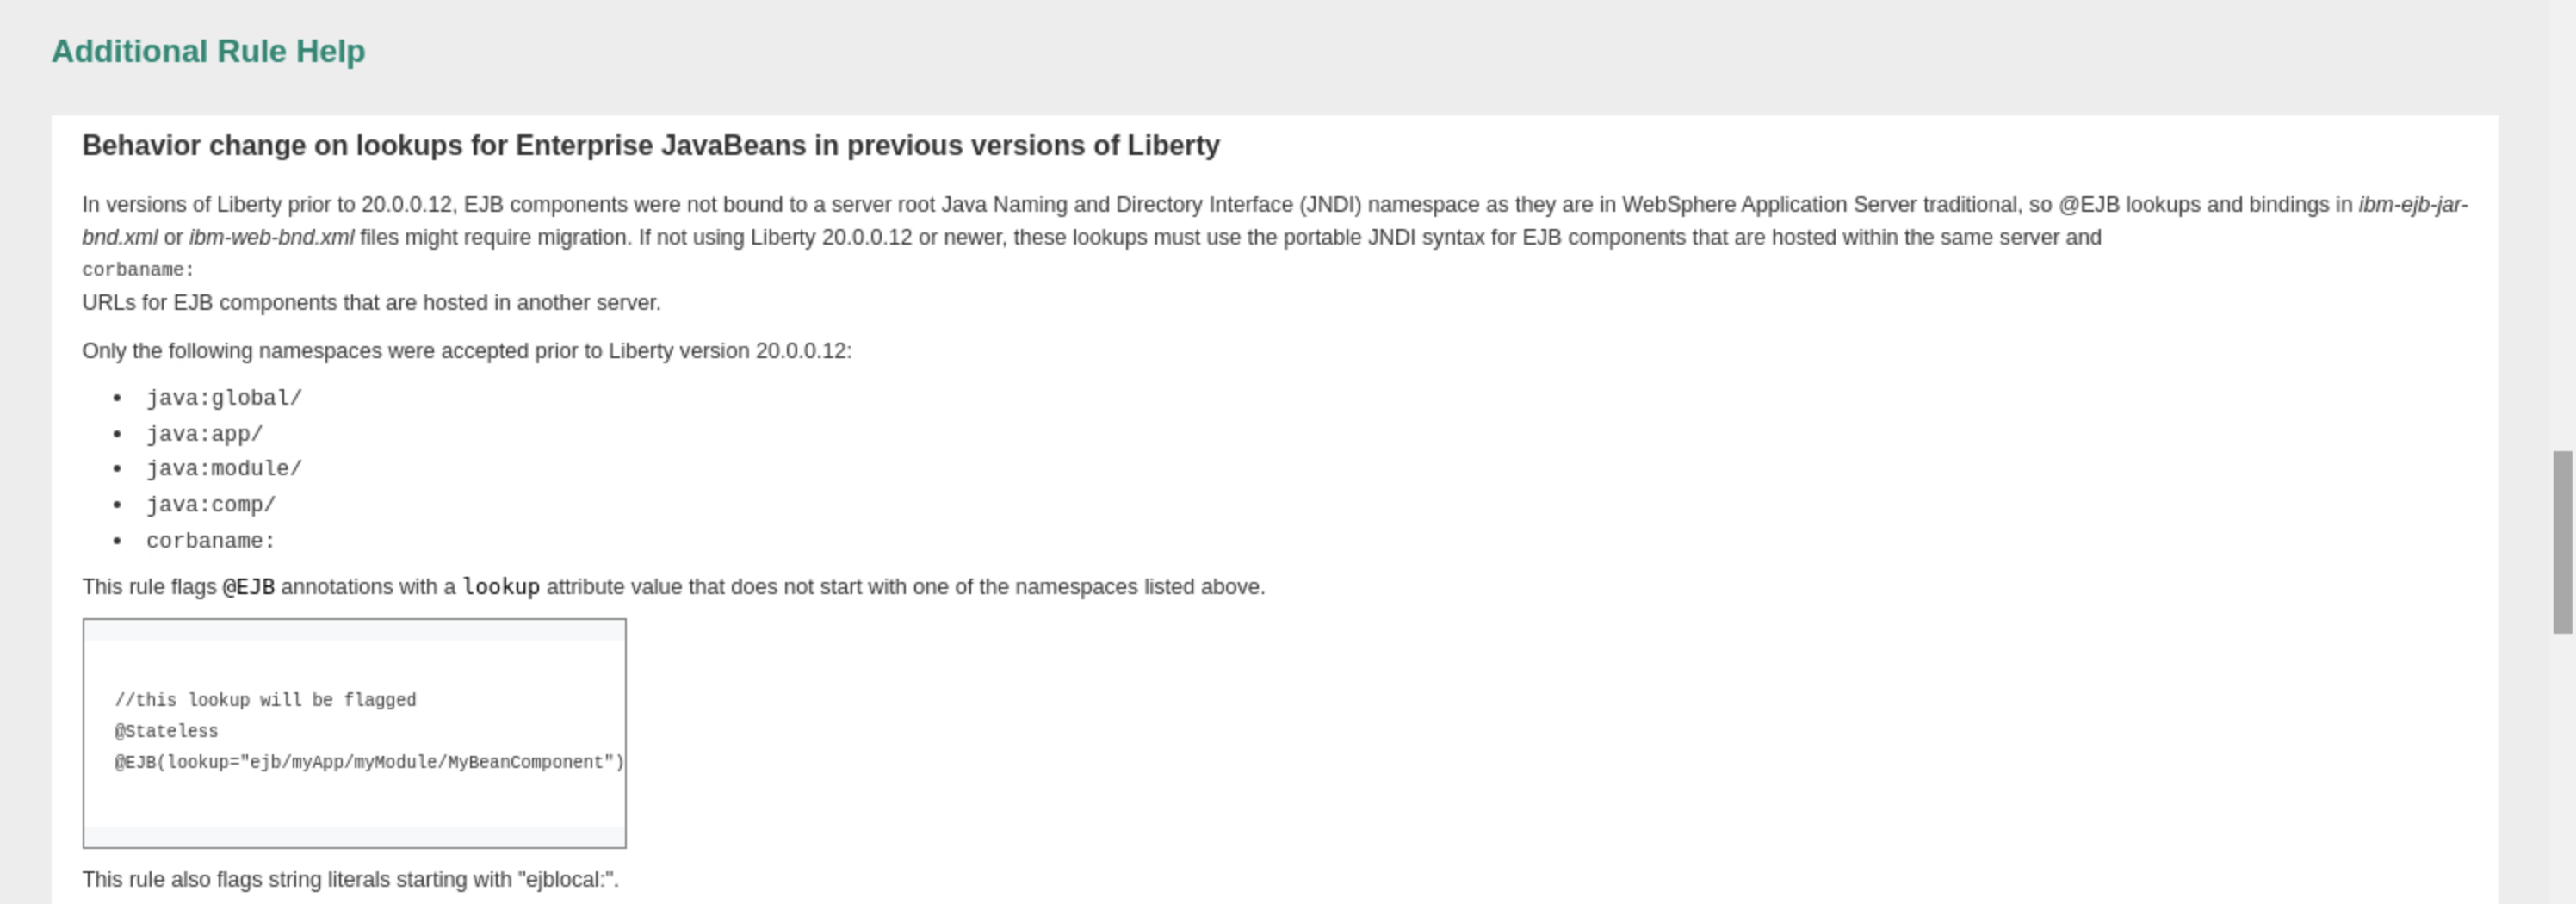 Additional Rule Help
Behavior change on lookups for Enterprise JavaBeans in previous versions of Liberty
In versions of Liberty prior to 20.0.0.12, EJB components were not bound to a server root Java Naming and Directory Interface (JNDI) namespace as they are in WebSphere Application Server traditional, so @EJB lookups and bindings in ibm-ejb-jar-
bnd.xml or ibm-web-bnd.xml files might require migration. If not using Liberty 20.0.0.12 or newer, these lookups must use the portable JNDI syntax for EJB components that are hosted within the same server and
corbaname:
URLs for EJB components that are hosted in another server.
Only the following namespaces were accepted prior to Liberty version 20.0.0.12:
• java:global/
• java:app/
• java:module/
• java:comp/
• corbaname:
This rule flags @EJB annotations with a lookup attribute value that does not start with one of the namespaces listed above.
//this lookup will be flagged
@Stateless
@EJB(lookup="ejb/myApp/myModule/MyBeanComponent")
This rule also flags string literals starting with "ejblocal:".